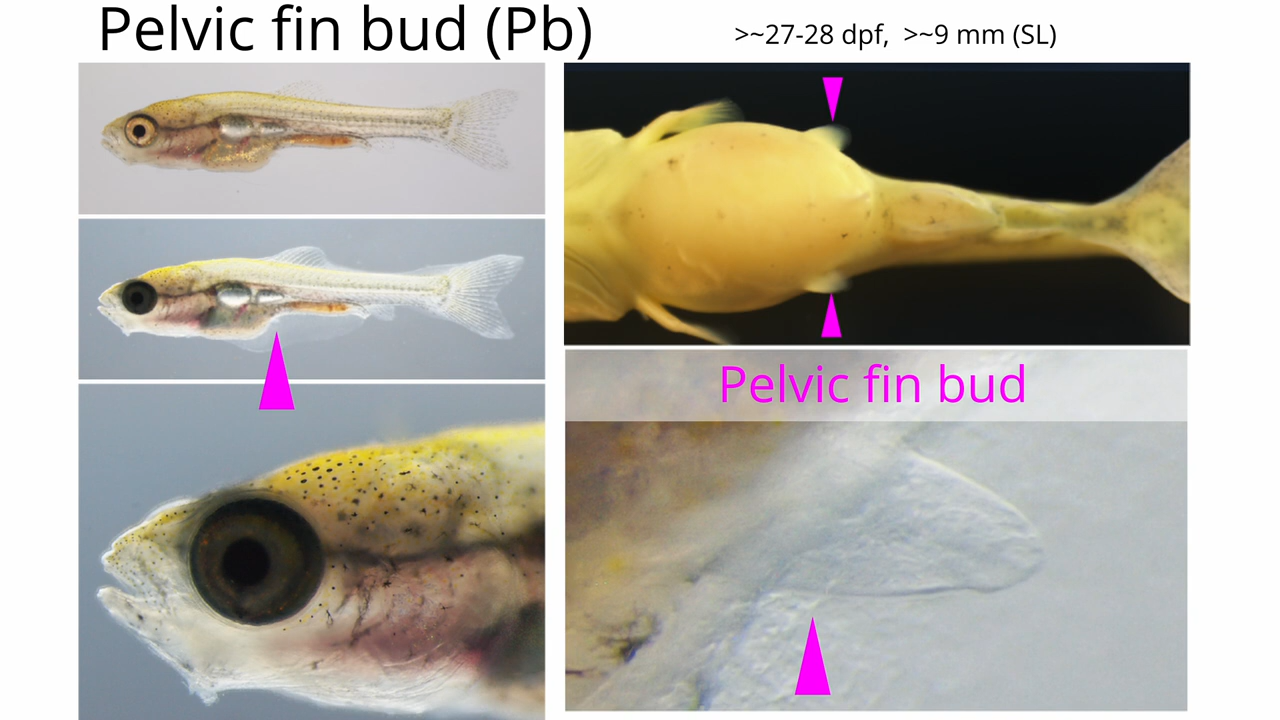 Pelvic fin bud (Pb)
>~27-28 dpf,  >~9 mm (SL)
Pelvic fin bud